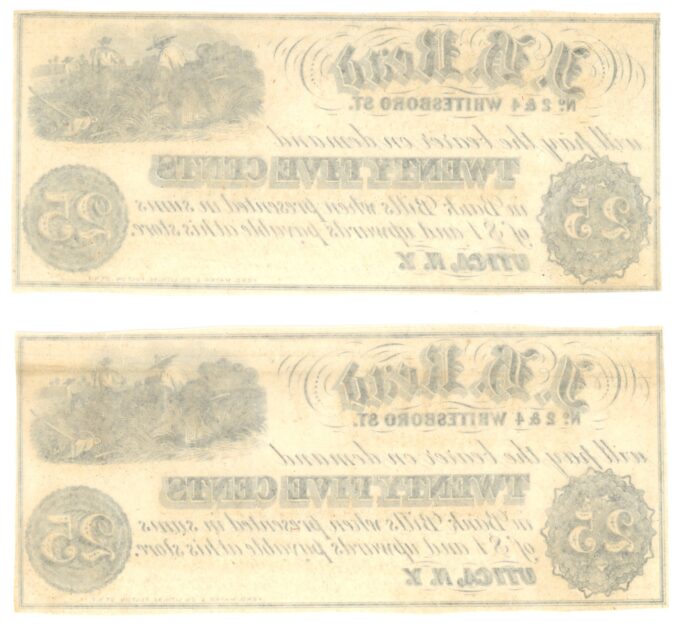 Read
No 2 & 4 WHITESBORO ST.
will pay the bearer on demand
TWENTY FIVE CENTS
25
in Bank Bills when presented in sums
of $1 and upwards payable at his store.
25
UTICA, N.Y.
Read
No 2 & 4 WHITESBORO ST.
will pay the bearer on demand
TWENTY FIVE CENTS
25
in Bank Bills when presented in sums
of $1 and upwards payable at his store.
25
UTICA, N.Y.